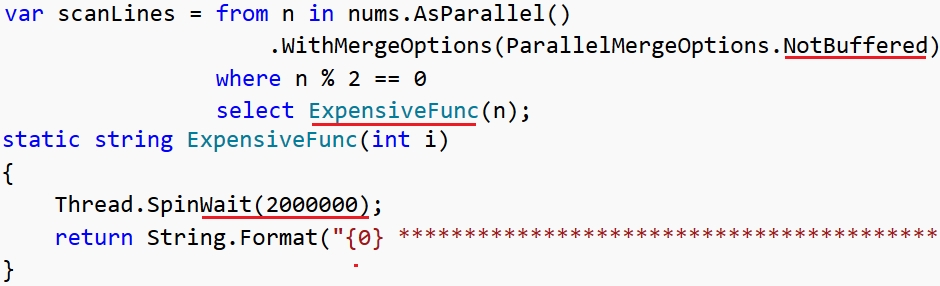 var scanLines = from n in nums.AsParallel()
.WithMergeOptions(ParallelMergeOptions.NotBuffered)
where n % 2 == 0
select ExpensiveFunc(n);
static string ExpensiveFunc(int i)
{
Thread.SpinWait(2000000);
return String.Format("{0} *****************************************
}